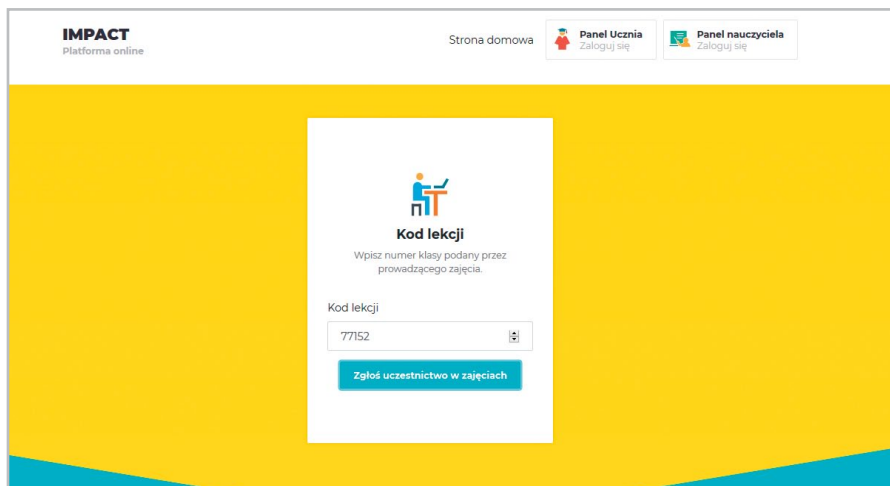 IMPACT
Platforma online
Strona domowa
Panel Ucznia
Zaloguj się
Panel nauczyciela
Zaloguj się
Kod lekcji
Wpisz numer klasy podany przez
prowadzącego zajęcia.
Kod lekcji
77152
Zgłoś uczestnictwo w zajęciach